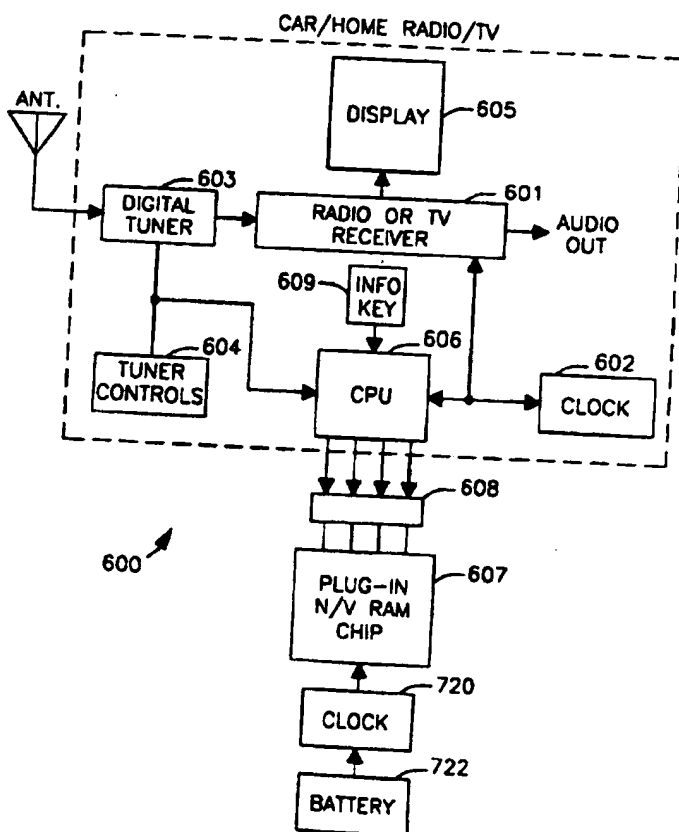 CAR/HOME RADIO/TV
ANT.
DISPLAY
605
603
DIGITAL
TUNER
601
RADIO OR TV
RECEIVER
AUDIO
OUT
609
INFO
KEY
604
TUNER
CONTROLS
606
CPU
602
CLOCK
608
600
607
PLUG-IN
N/V RAM
CHIP
720
CLOCK
722
BATTERY